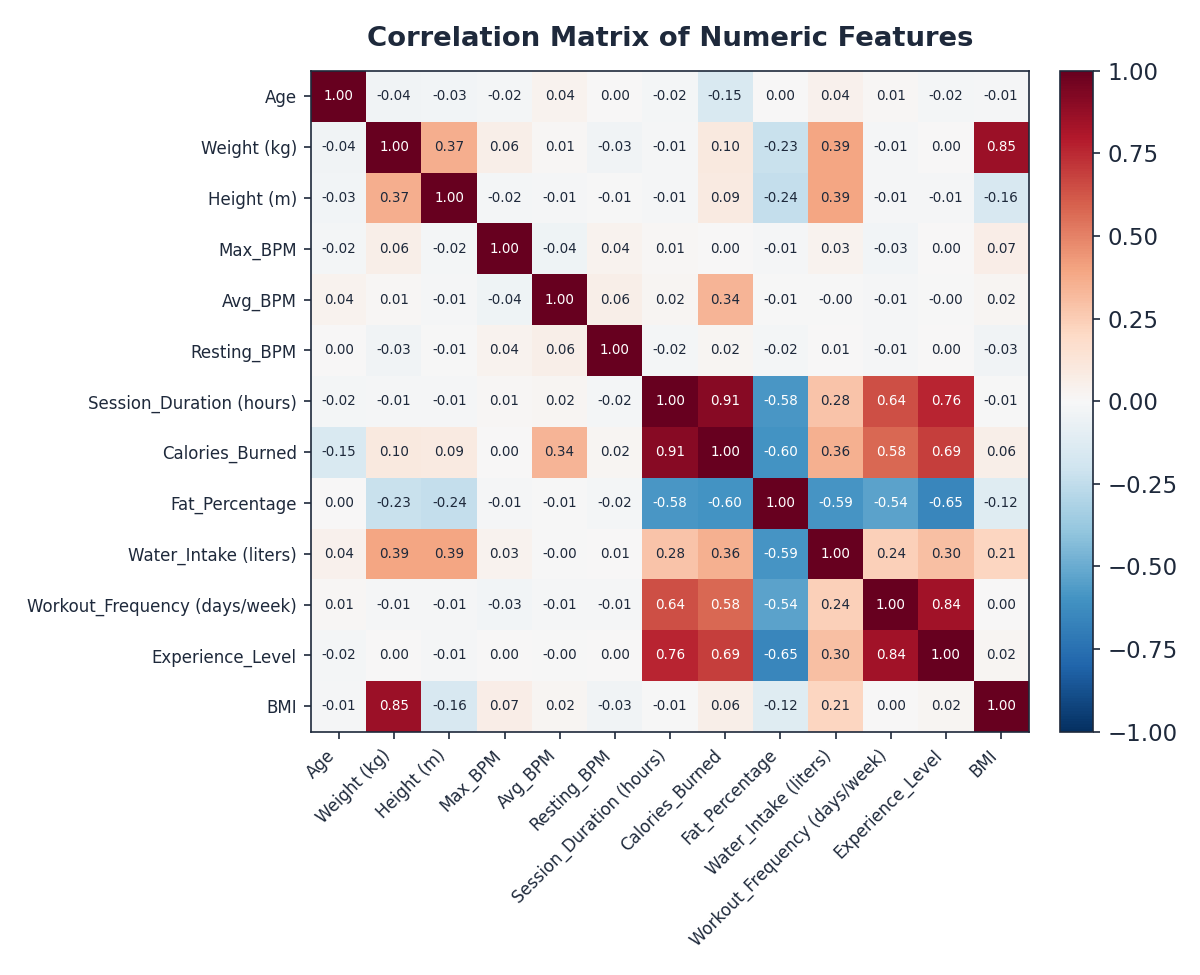 Correlation Matrix of Numeric Features
Age 1.00 -0.04 -0.03 -0.02 0.04 0.00 -0.02 -0.15 0.00 0.04 0.01 -0.02 -0.01
Weight (kg) -0.04 1.00 0.37 0.06 0.01 -0.03 -0.01 0.10 -0.23 0.39 -0.01 0.00 0.85
Height (m) -0.03 0.37 1.00 -0.02 -0.01 -0.01 -0.01 0.09 -0.24 0.39 -0.01 -0.01 -0.16
Max_BPM -0.02 0.06 -0.02 1.00 -0.04 0.04 0.01 0.00 -0.01 0.03 -0.03 0.00 0.07
Avg_BPM 0.04 0.01 -0.01 -0.04 1.00 0.06 0.02 0.34 -0.01 -0.00 -0.01 -0.00 0.02
Resting_BPM 0.00 -0.03 -0.01 0.04 0.06 1.00 -0.02 0.02 -0.02 0.01 -0.01 0.00 -0.03
Session_Duration (hours) -0.02 -0.01 -0.01 0.01 0.02 -0.02 1.00 0.91 -0.58 0.28 0.64 0.76 -0.01
Calories_Burned -0.15 0.10 0.09 0.00 0.34 0.02 0.91 1.00 -0.60 0.36 0.58 0.69 0.06
Fat_Percentage 0.00 -0.23 -0.24 -0.01 -0.01 -0.02 -0.58 -0.60 1.00 -0.59 -0.54 -0.65 -0.12
Water_Intake (liters) 0.04 0.39 0.39 0.03 -0.00 0.01 0.28 0.36 -0.59 1.00 0.24 0.30 0.21
Workout_Frequency (days/week) 0.01 -0.01 -0.01 -0.03 -0.01 -0.01 0.64 0.58 -0.54 0.24 1.00 0.84 0.00
Experience_Level -0.02 0.00 -0.01 0.00 -0.00 0.00 0.76 0.69 -0.65 0.30 0.84 1.00 0.02
BMI -0.01 0.85 -0.16 0.07 0.02 -0.03 -0.01 0.06 -0.12 0.21 0.00 0.02 1.00
Age
Weight (kg)
Height (m)
Max_BPM
Avg_BPM
Resting_BPM
Session_Duration (hours)
Calories_Burned
Fat_Percentage
Water_Intake (liters)
Workout_Frequency (days/week)
Experience_Level
BMI
1.00
0.75
0.50
0.25
0.00
−0.25
−0.50
−0.75
−1.00